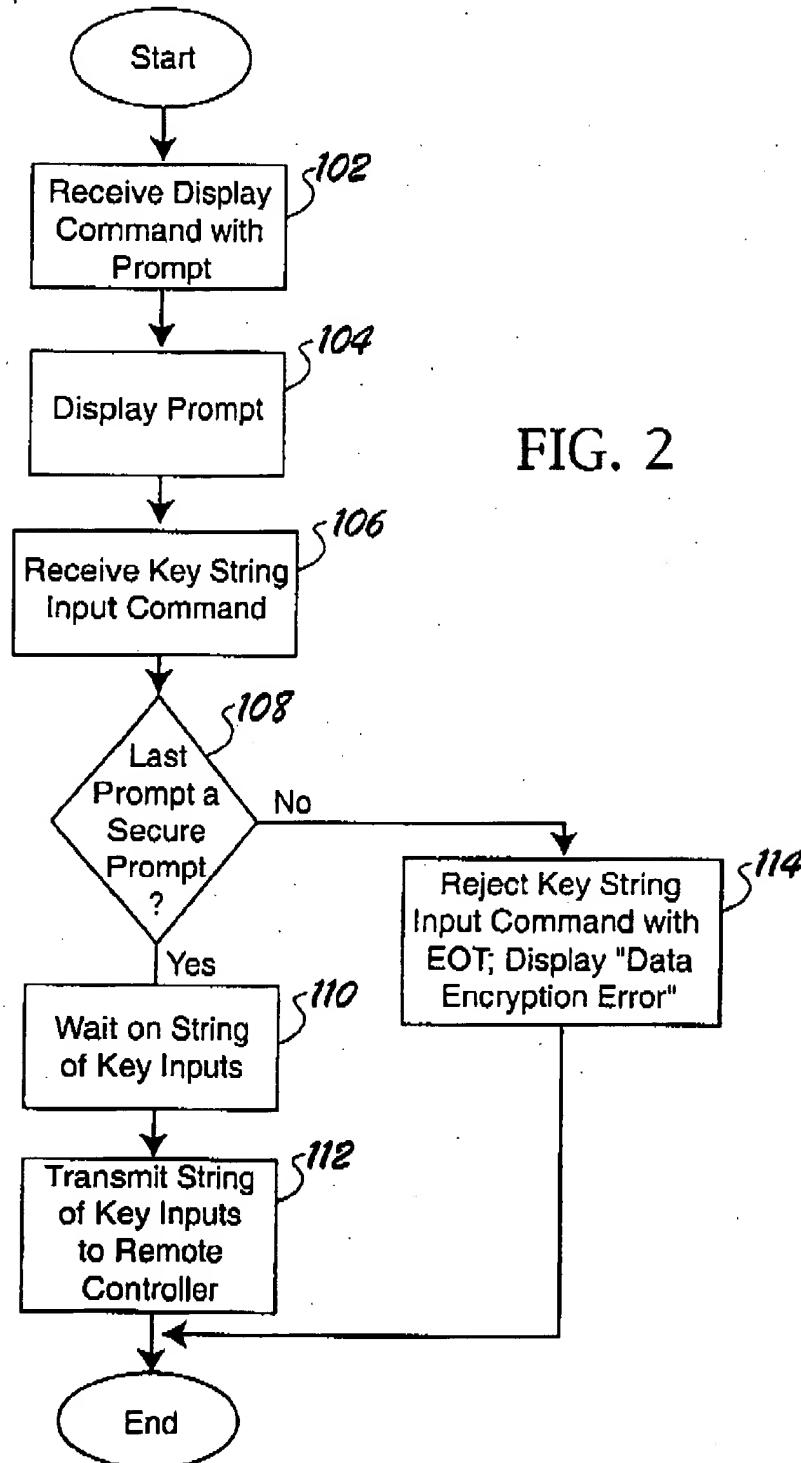 Start
102
Receive Display
Command with
Prompt
104
Display Prompt
FIG. 2
106
Receive Key String
Input Command
108
Last
Prompt a
Secure
Prompt
?
No
Yes
114
Reject Key String
Input Command with
EOT; Display "Data
Encryption Error"
110
Wait on String
of Key Inputs
112
Transmit String
of Key Inputs
to Remote
Controller
End